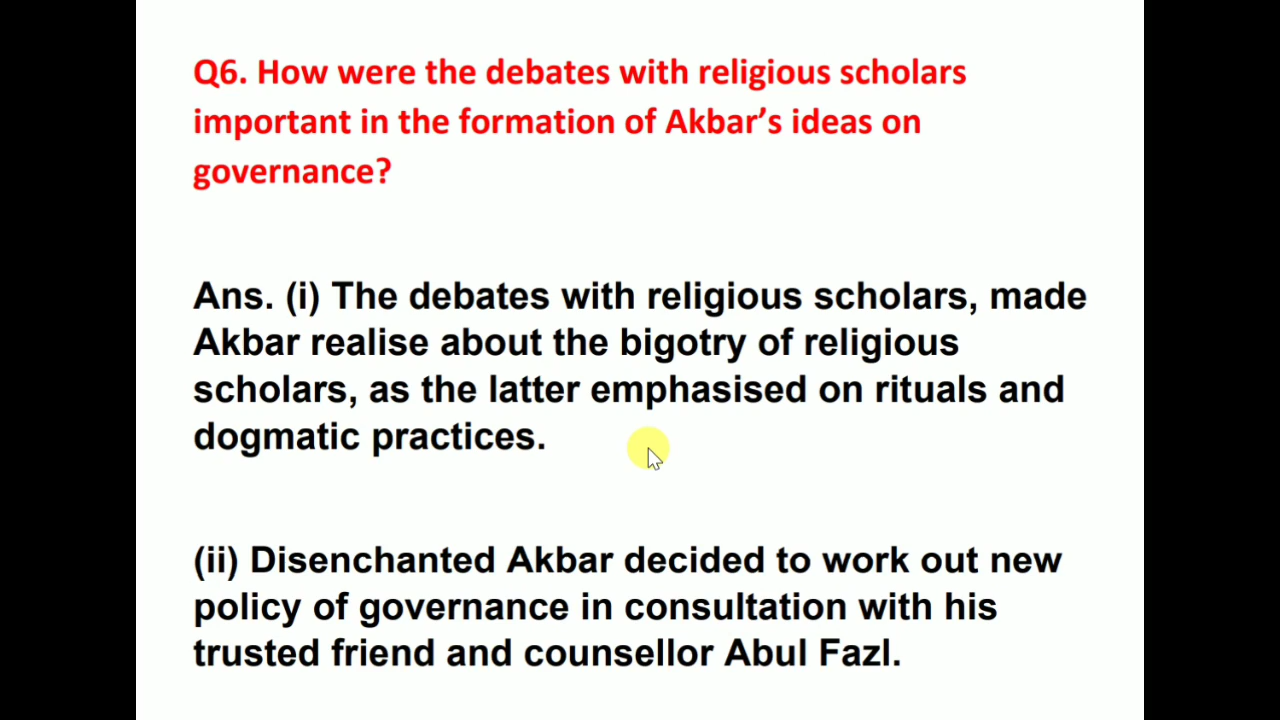 Q6. How were the debates with religious scholars
important in the formation of Akbar’s ideas on
governance?
Ans. (i) The debates with religious scholars, made
Akbar realise about the bigotry of religious
scholars, as the latter emphasised on rituals and
dogmatic practices.
(ii) Disenchanted Akbar decided to work out new
policy of governance in consultation with his
trusted friend and counsellor Abul Fazl.